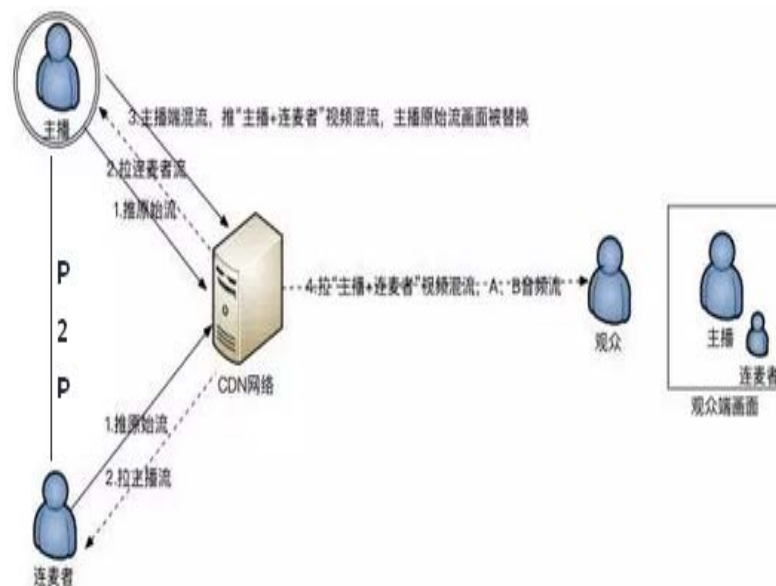 主播
3.主播端混流，推“主播+连麦者”视频混流，主播原始流画面被替换
2.拉连麦者流
1.推原始流
P
2
P
CDN网络
4.拉“主播+连麦者”视频混流；A、B音频流
观众
主播
连麦者
观众端画面
1.推原始流
2.拉主播流
连麦者